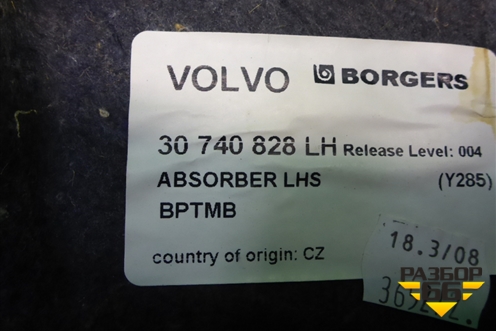 VOLVO BORGERS
30 740 828 LH Release Level: 004
ABSORBER LHS (Y285)
BPTMB
country of origin: CZ
18.3/08
РАЗБОР
66